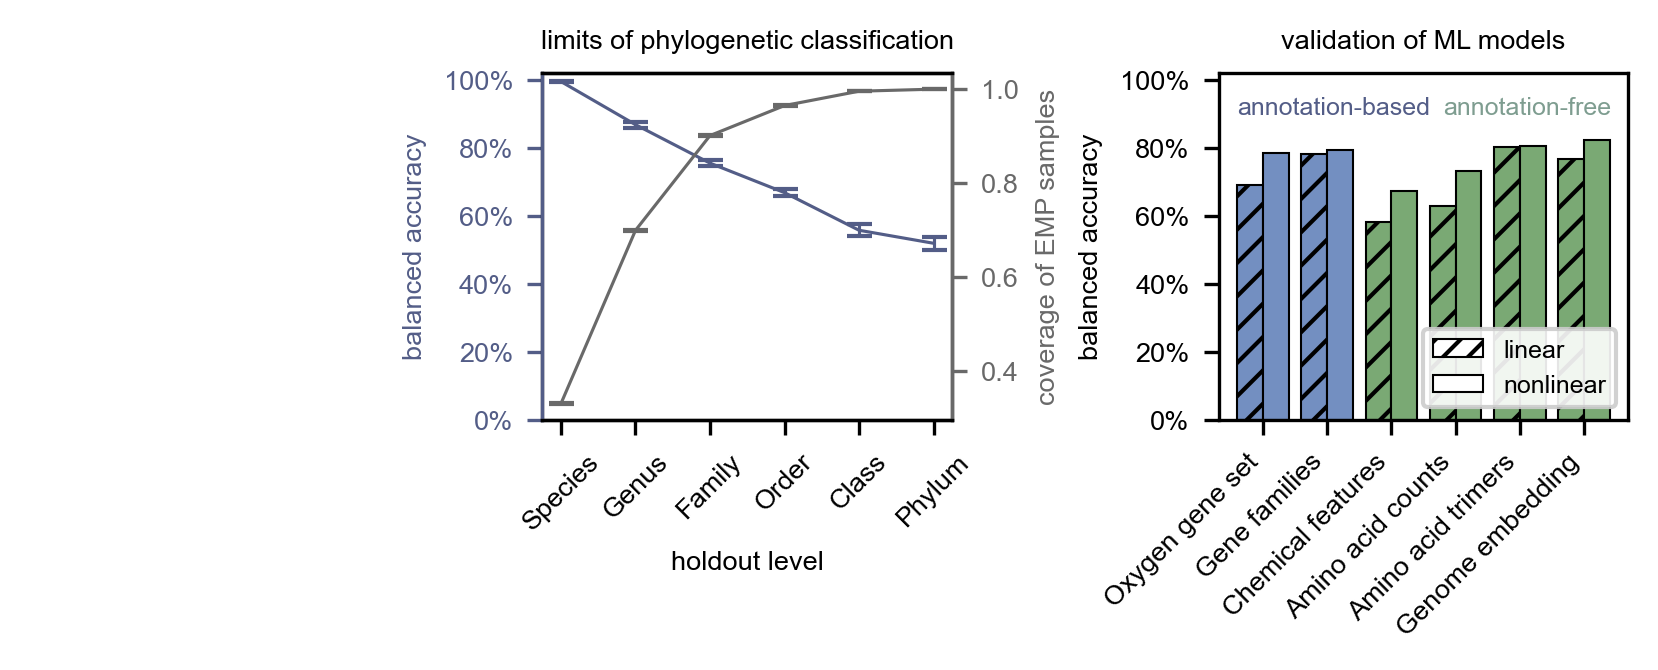 limits of phylogenetic classification
balanced accuracy
100%
80%
60%
40%
20%
0%
1.0
0.8
0.6
0.4
coverage of EMP samples
Species
Genus
Family
Order
Class
Phylum
holdout level
validation of ML models
balanced accuracy
100%
80%
60%
40%
20%
0%
annotation-based annotation-free
linear
nonlinear
Oxygen gene set
Gene families
Chemical features
Amino acid counts
Amino acid trimers
Genome embedding